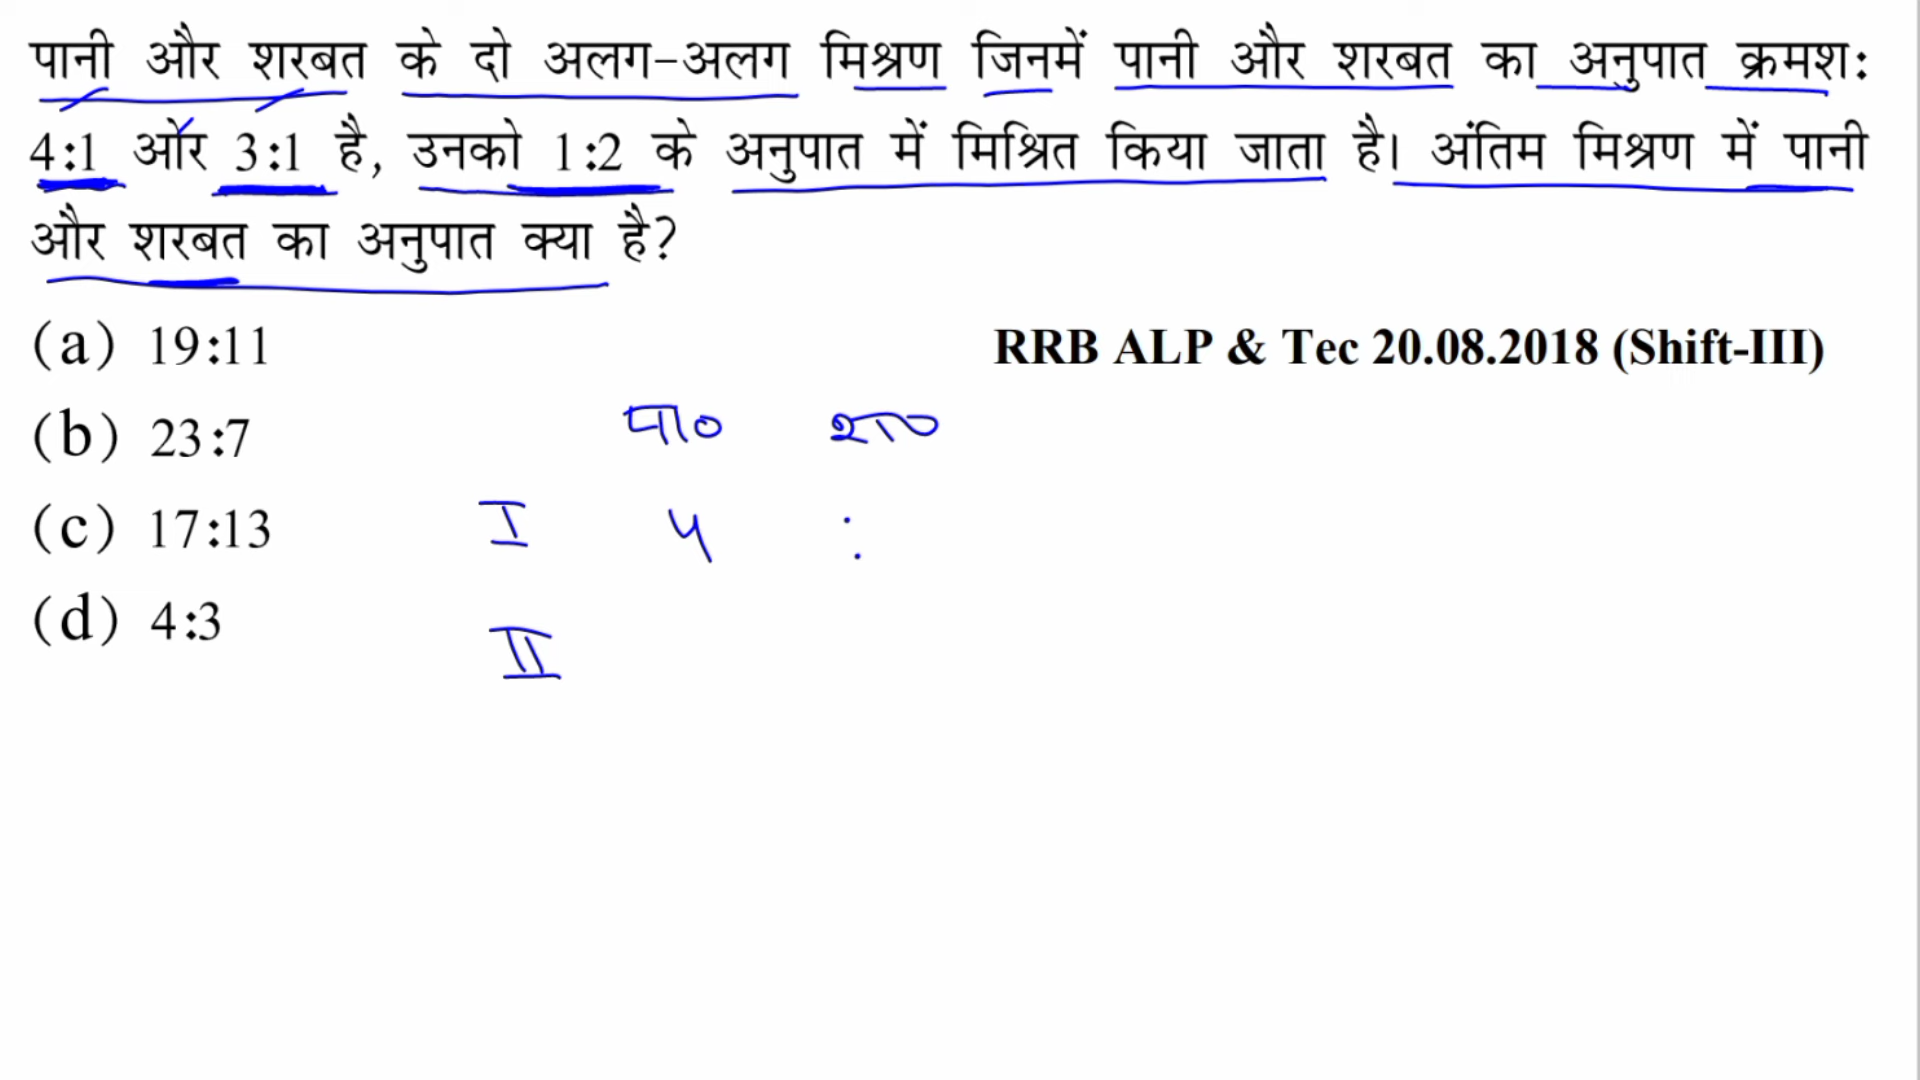 पानी और शरबत के दो अलग-अलग मिश्रण जिनमें पानी और शरबत का अनुपात क्रमश:
4:1 और 3:1 है, उनको 1:2 के अनुपात में मिश्रित किया जाता है। अंतिम मिश्रण में पानी
और शरबत का अनुपात क्या है?
(a) 19:11
RRB ALP & Tec 20.08.2018 (Shift-III)
(b) 23:7
पा० श०
(c) 17:13
I 4 :
(d) 4:3
II